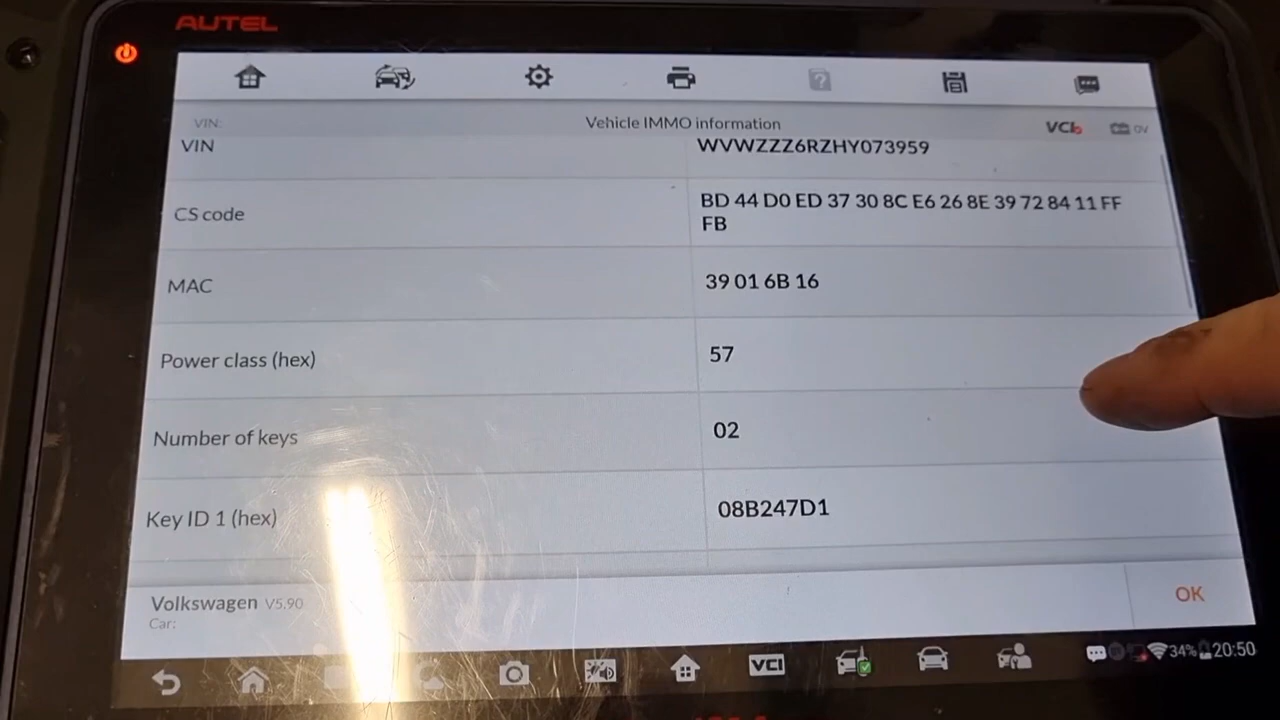 AUTEL
VIN: Vehicle IMMO information VCI 0V
VIN WVWZZZ6RZHY073959
CS code BD 44 D0 ED 37 30 8C E6 26 8E 39 72 84 11 FF
FB
MAC 39 01 6B 16
Power class (hex) 57
Number of keys 02
Key ID 1 (hex) 08B247D1
Volkswagen V5.90 OK
Car:
VCI 34% 20:50